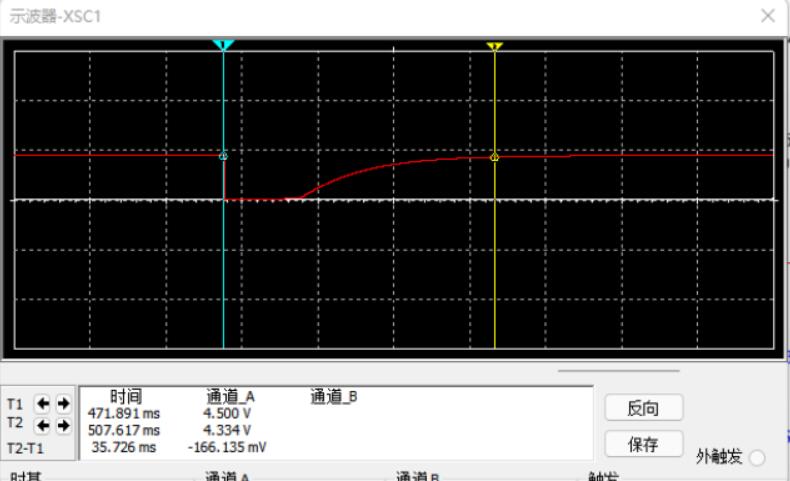 示波器-XSC1
时间 通道_A 通道_B
T1 471.891 ms 4.500 V
T2 507.617 ms 4.334 V
T2-T1 35.726 ms -166.135 mV
反向
保存
外触发
时基 通道A 通道B 触发